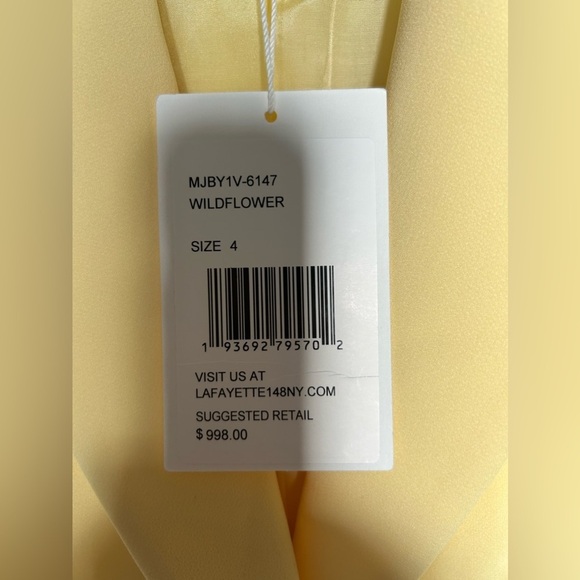 MJBY1V-6147
WILDFLOWER
SIZE 4
1 93692 79570 2
VISIT US AT
LAFAYETTE148NY.COM
SUGGESTED RETAIL
$ 998.00